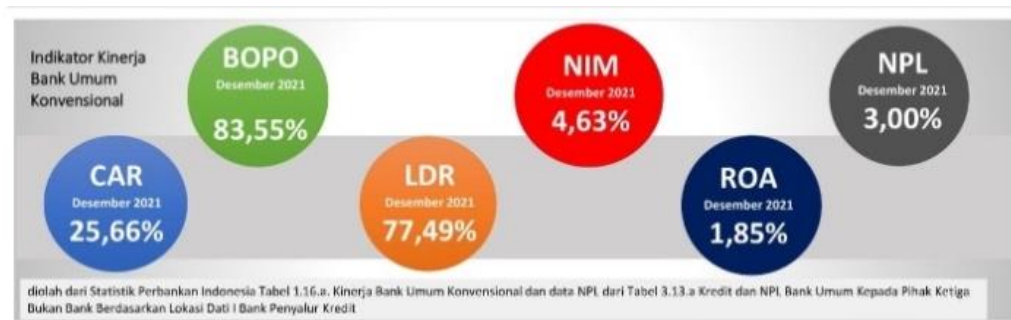 Indikator Kinerja
Bank Umum
Konvensional
BOPO
Desember 2021
83,55%
NIM
Desember 2021
4,63%
NPL
Desember 2021
3,00%
CAR
Desember 2021
25,66%
LDR
Desember 2021
77,49%
ROA
Desember 2021
1,85%
diolah dari Statistik Perbankan Indonesia Tabel 1.16.a. Kinerja Bank Umum Konvensional dan data NPL dari Tabel 3.13.a Kredit dan NPL Bank Umum Kepada Pihak Ketiga
Bukan Bank Berdasarkan Lokasi Dati I Bank Penyalur Kredit